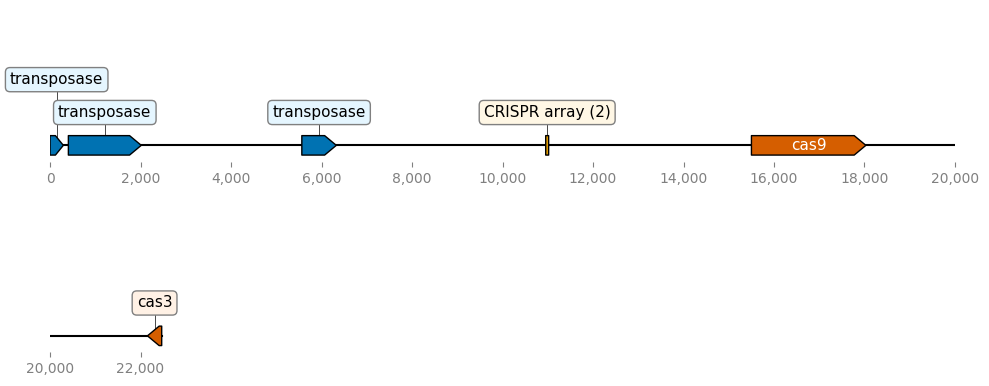 transposase
transposase transposase CRISPR array (2)
cas9
0 2,000 4,000 6,000 8,000 10,000 12,000 14,000 16,000 18,000 20,000
cas3
20,000 22,000